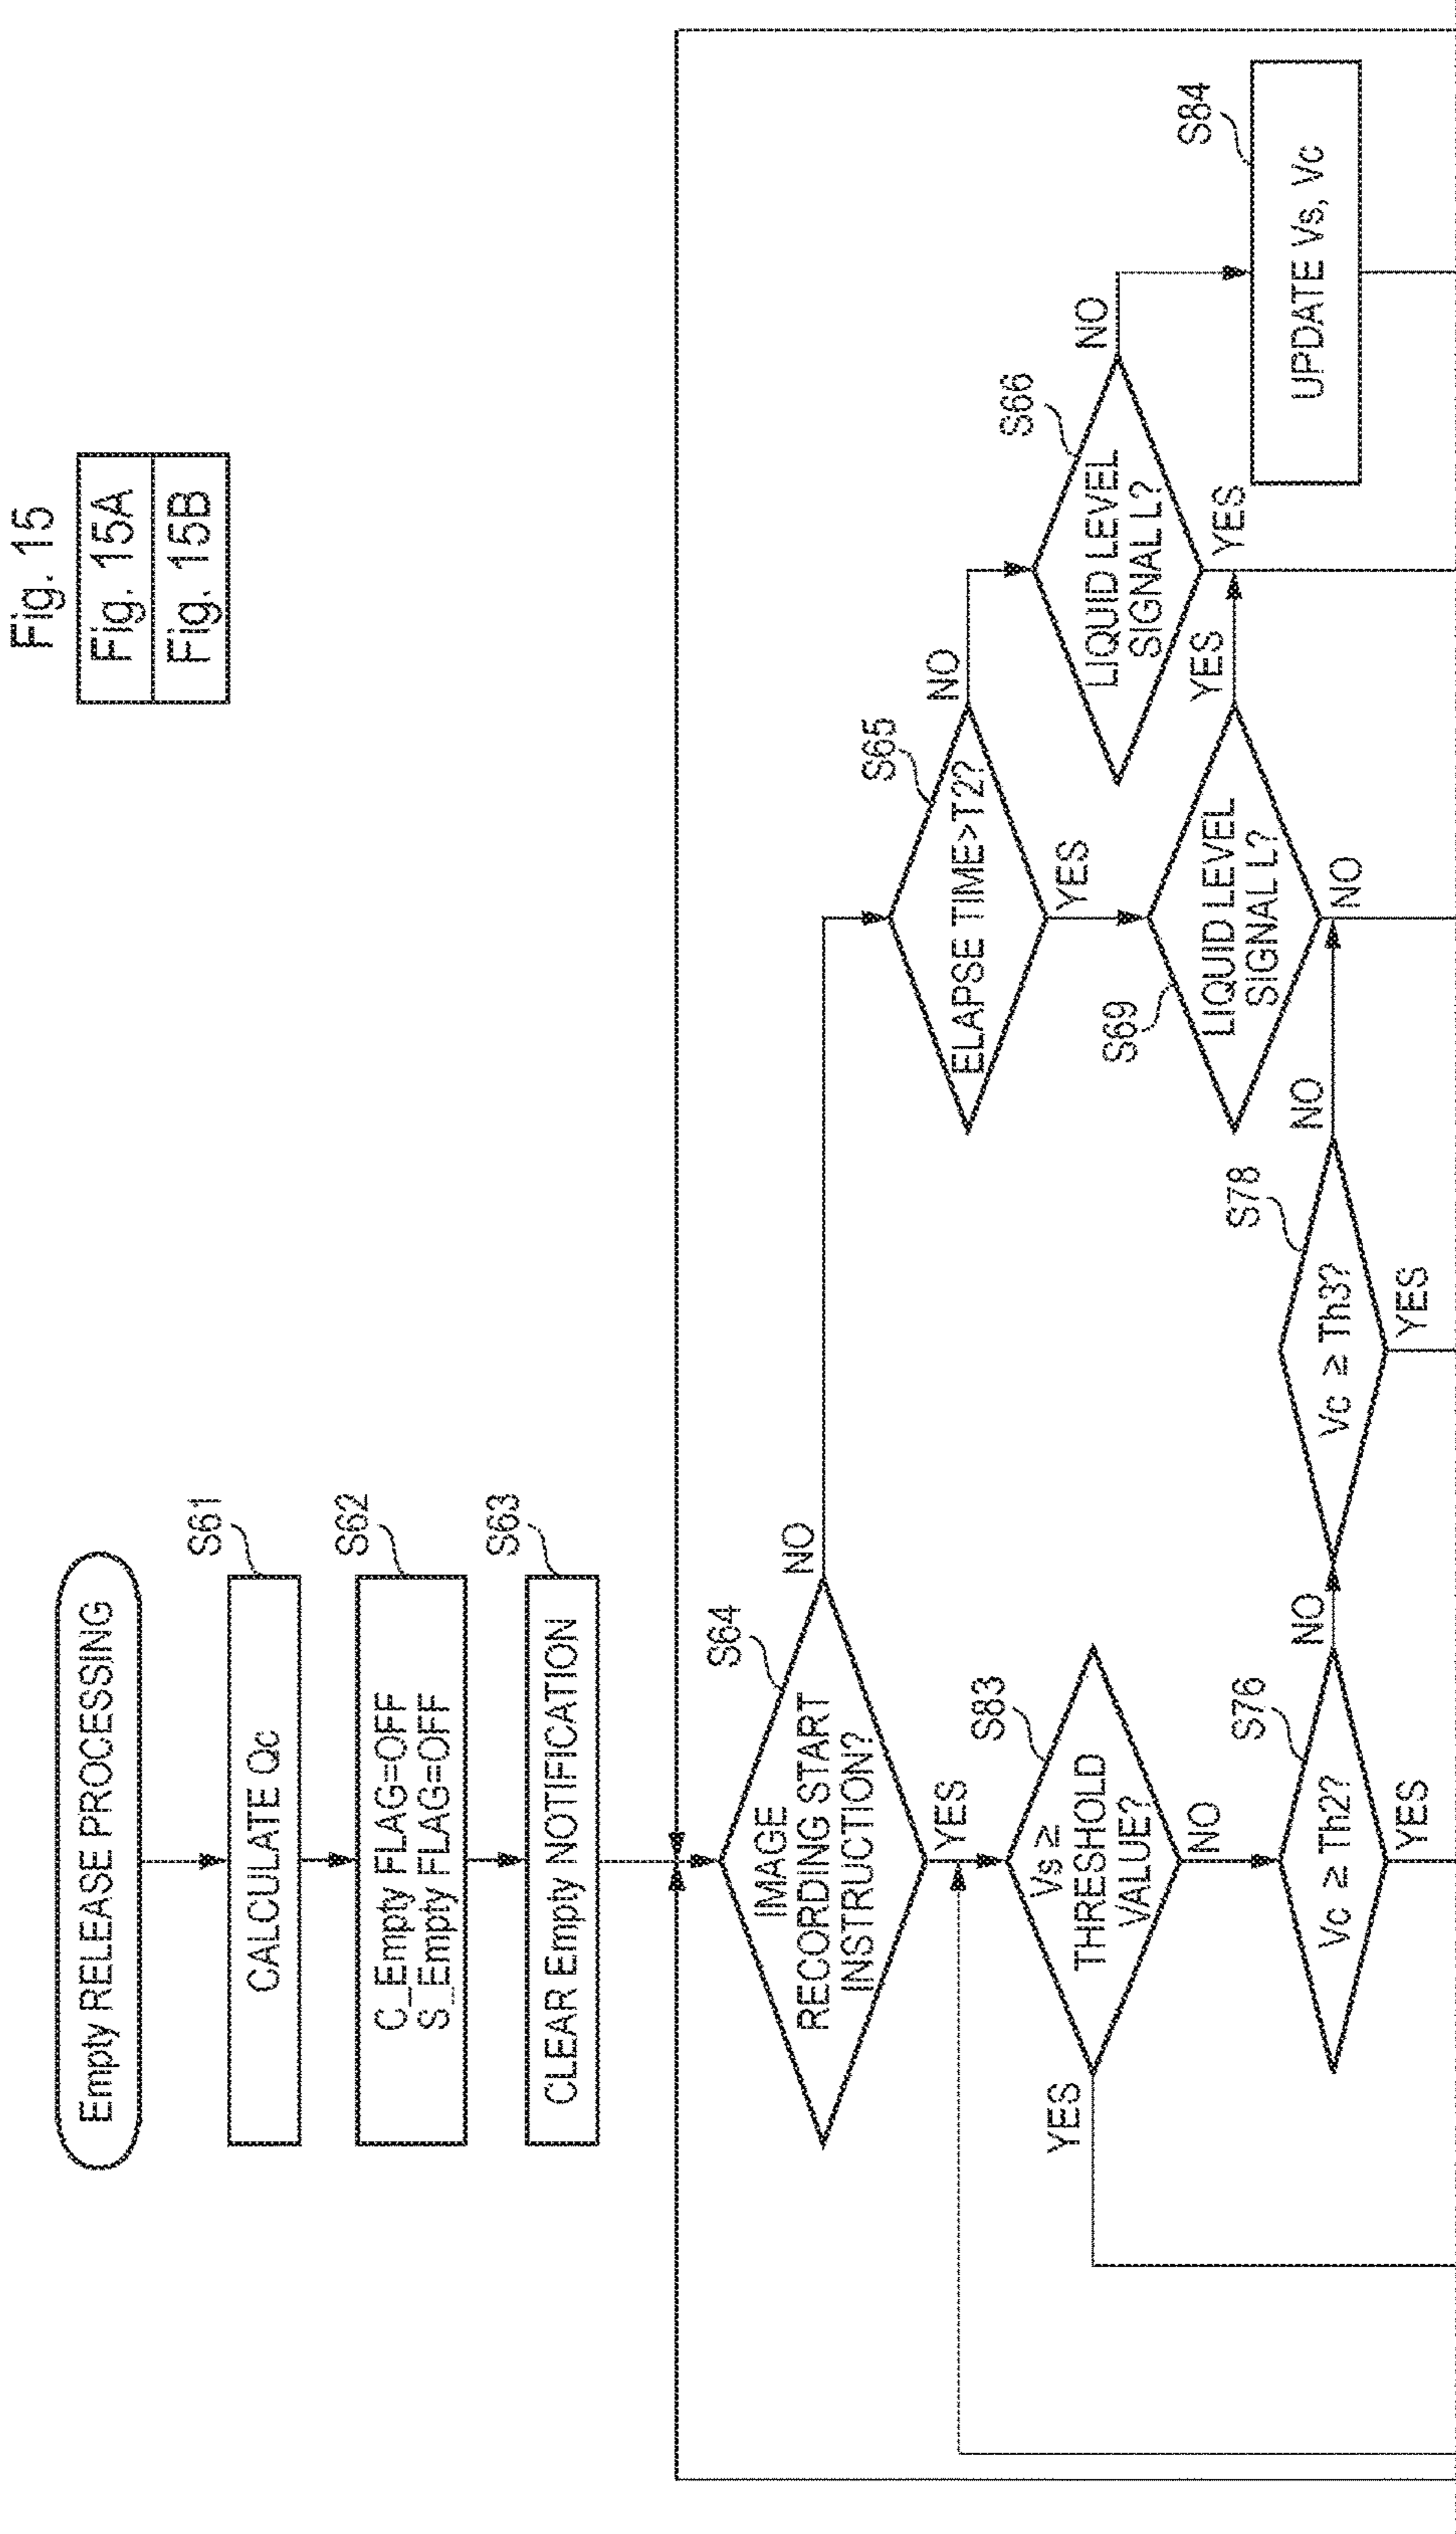 Fig. 15
Fig. 15A
Fig. 15B
Empty RELEASE PROCESSING
S61
CALCULATE Qc
S62
C_Empty FLAG=OFF
S_Empty FLAG=OFF
S63
CLEAR Empty NOTIFICATION
S64
IMAGE
RECORDING START
INSTRUCTION?
NO
YES
S65
ELAPSE TIME>T2?
NO
YES
S66
LIQUID LEVEL
SIGNAL L?
NO
YES
S84
UPDATE Vs, Vc
S83
Vs ≥
THRESHOLD
VALUE?
YES
NO
S69
LIQUID LEVEL
SIGNAL L?
YES
NO
S76
Vc ≥ Th2?
NO
YES
S78
Vc ≥ Th3?
NO
YES